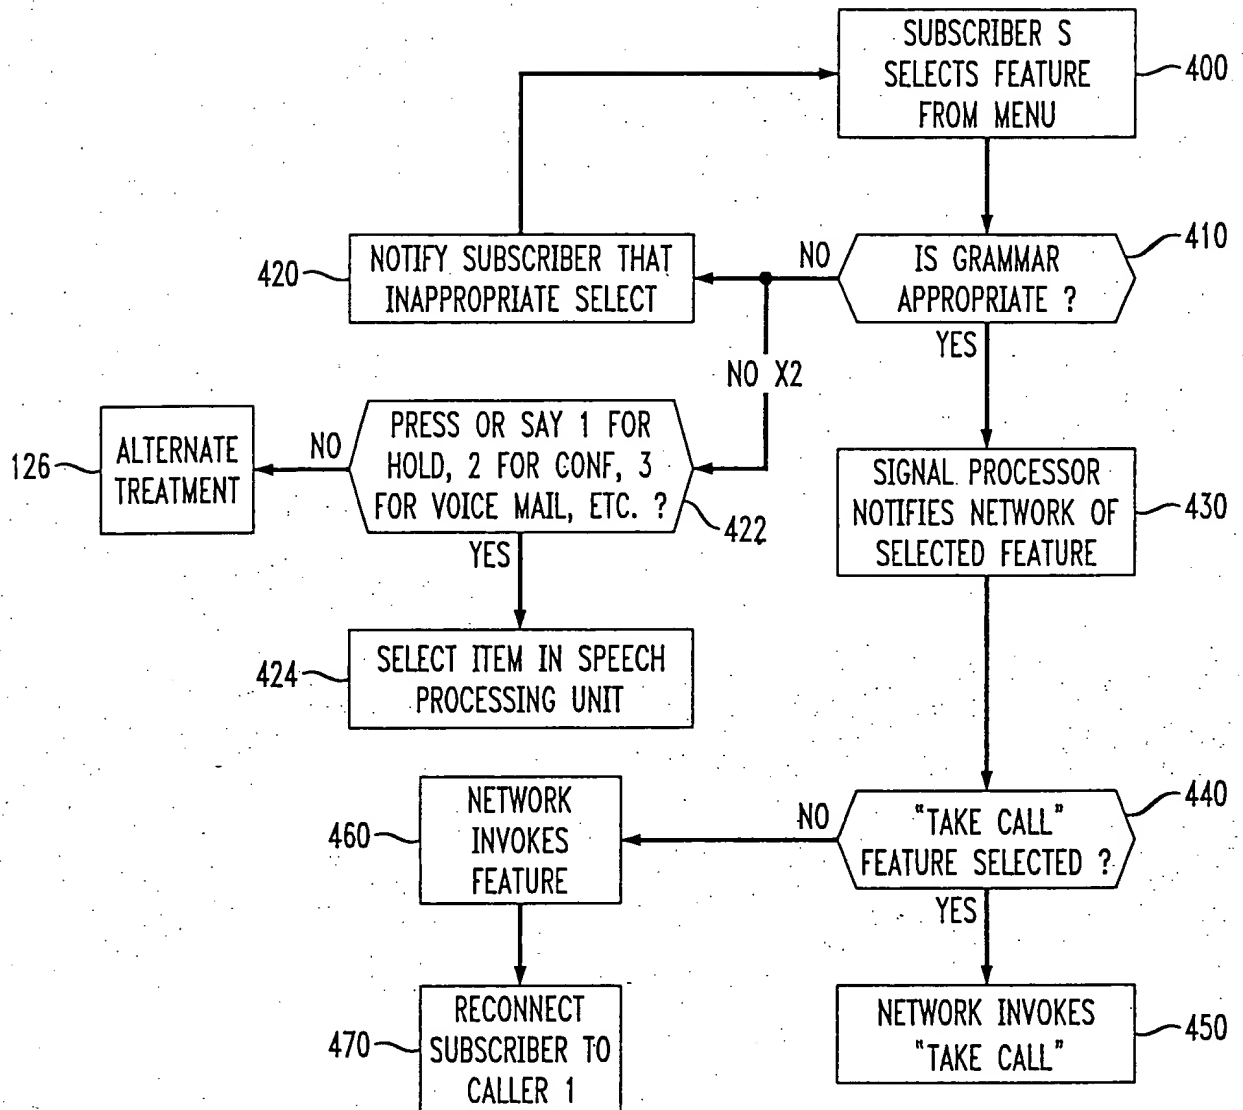 SUBSCRIBER S
SELECTS FEATURE
FROM MENU
400
NOTIFY SUBSCRIBER THAT
INAPPROPRIATE SELECT
420
NO
IS GRAMMAR
APPROPRIATE ?
410
YES
NO X2
ALTERNATE
TREATMENT
126
NO
PRESS OR SAY 1 FOR
HOLD, 2 FOR CONF, 3
FOR VOICE MAIL, ETC. ?
422
YES
SIGNAL PROCESSOR
NOTIFIES NETWORK OF
SELECTED FEATURE
430
SELECT ITEM IN SPEECH
PROCESSING UNIT
424
NETWORK
INVOKES
FEATURE
460
NO
"TAKE CALL"
FEATURE SELECTED ?
440
YES
RECONNECT
SUBSCRIBER TO
CALLER 1
470
NETWORK INVOKES
"TAKE CALL"
450